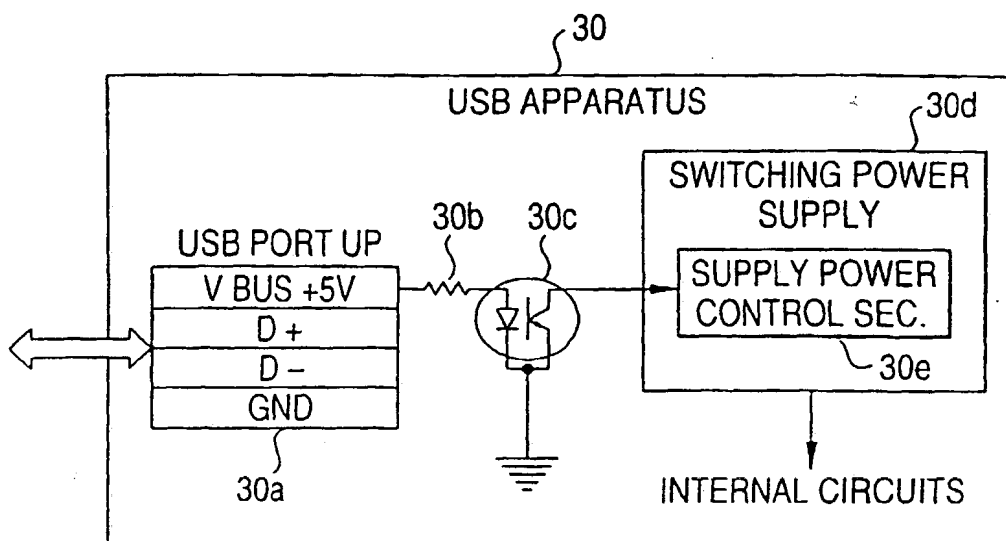 30
USB APPARATUS
30d
SWITCHING POWER
SUPPLY
30b
30c
USB PORT UP
V BUS +5V
D +
D -
GND
SUPPLY POWER
CONTROL SEC.
30e
30a
INTERNAL CIRCUITS